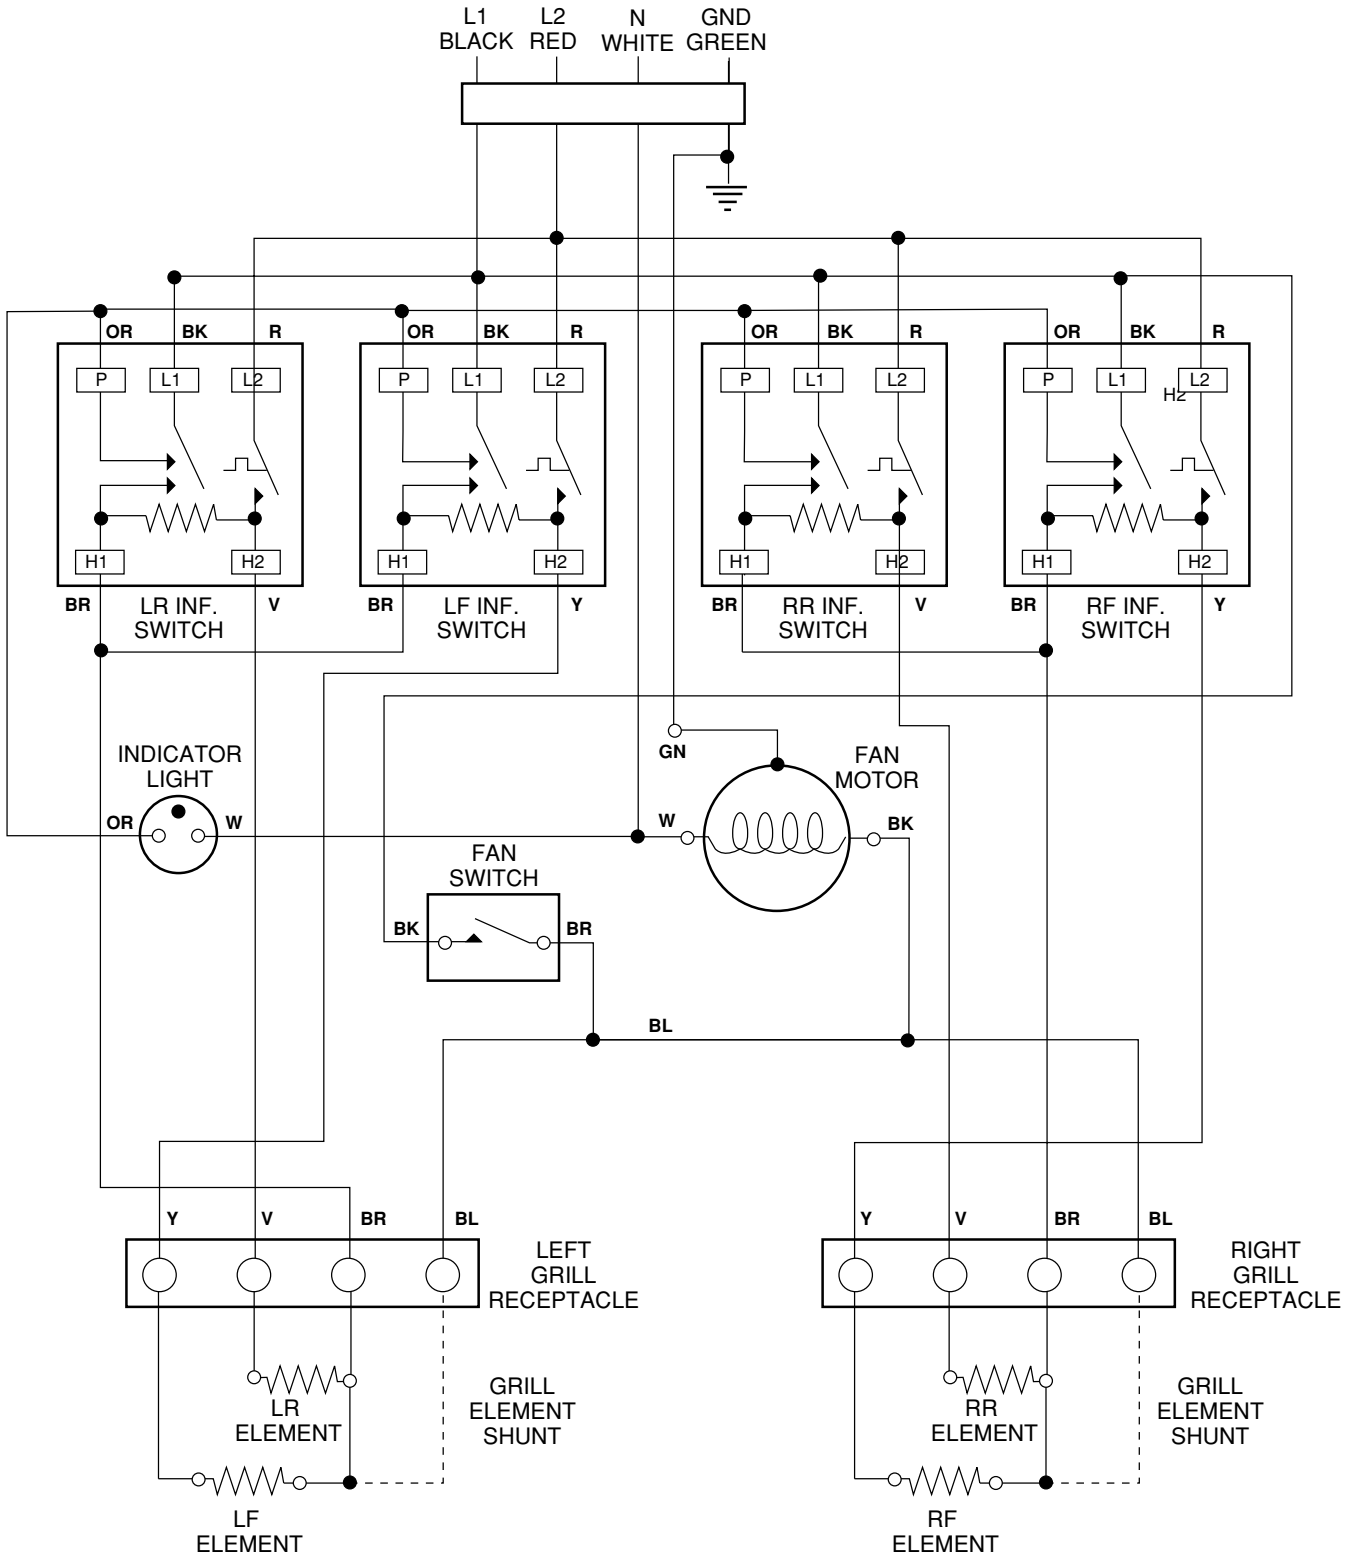 L1 L2 N GND
BLACK RED WHITE GREEN
OR BK R OR BK R OR BK R OR BK R
P L1 L2 P L1 L2 P L1 L2 P L1 L2
H2
H1 H2 H1 H2 H1 H2 H1 H2
BR LR INF. V BR LF INF. Y BR RR INF. V BR RF INF. Y
SWITCH SWITCH SWITCH SWITCH
INDICATOR
LIGHT
GN
FAN
MOTOR
OR W W BK
FAN
SWITCH
BK BR
BL
Y V BR BL Y V BR BL
LEFT
GRILL
RECEPTACLE
RIGHT
GRILL
RECEPTACLE
LR
ELEMENT
GRILL
ELEMENT
SHUNT
RR
ELEMENT
GRILL
ELEMENT
SHUNT
LF
ELEMENT
RF
ELEMENT